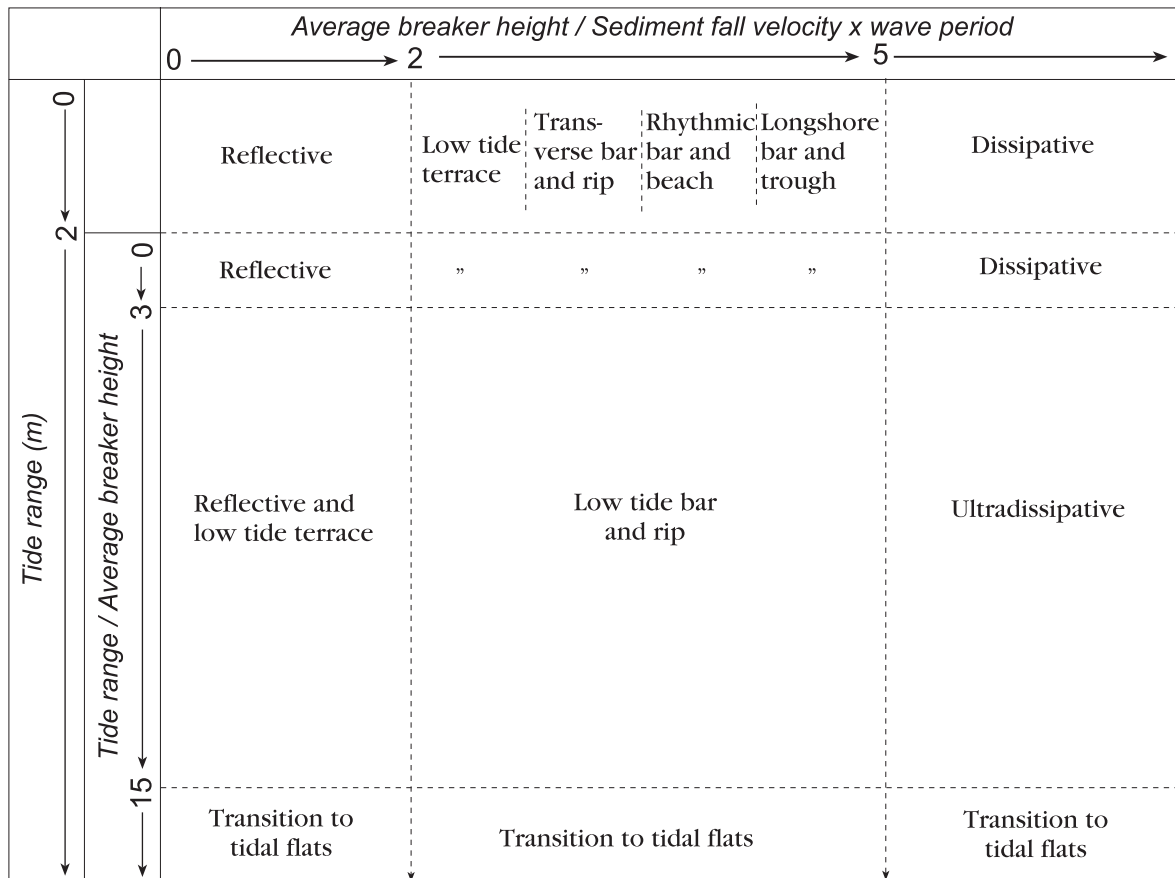 Average breaker height / Sediment fall velocity x wave period
0
2
5
Tide range (m)
0
2
Tide range / Average breaker height
0
3
15
Reflective
Low tide
terrace
Trans-
verse bar
and rip
Rhythmic
bar and
beach
Longshore
bar and
trough
Dissipative
Reflective
”
”
”
”
Dissipative
Reflective and
low tide terrace
Low tide bar
and rip
Ultradissipative
Transition to
tidal flats
Transition to tidal flats
Transition to
tidal flats